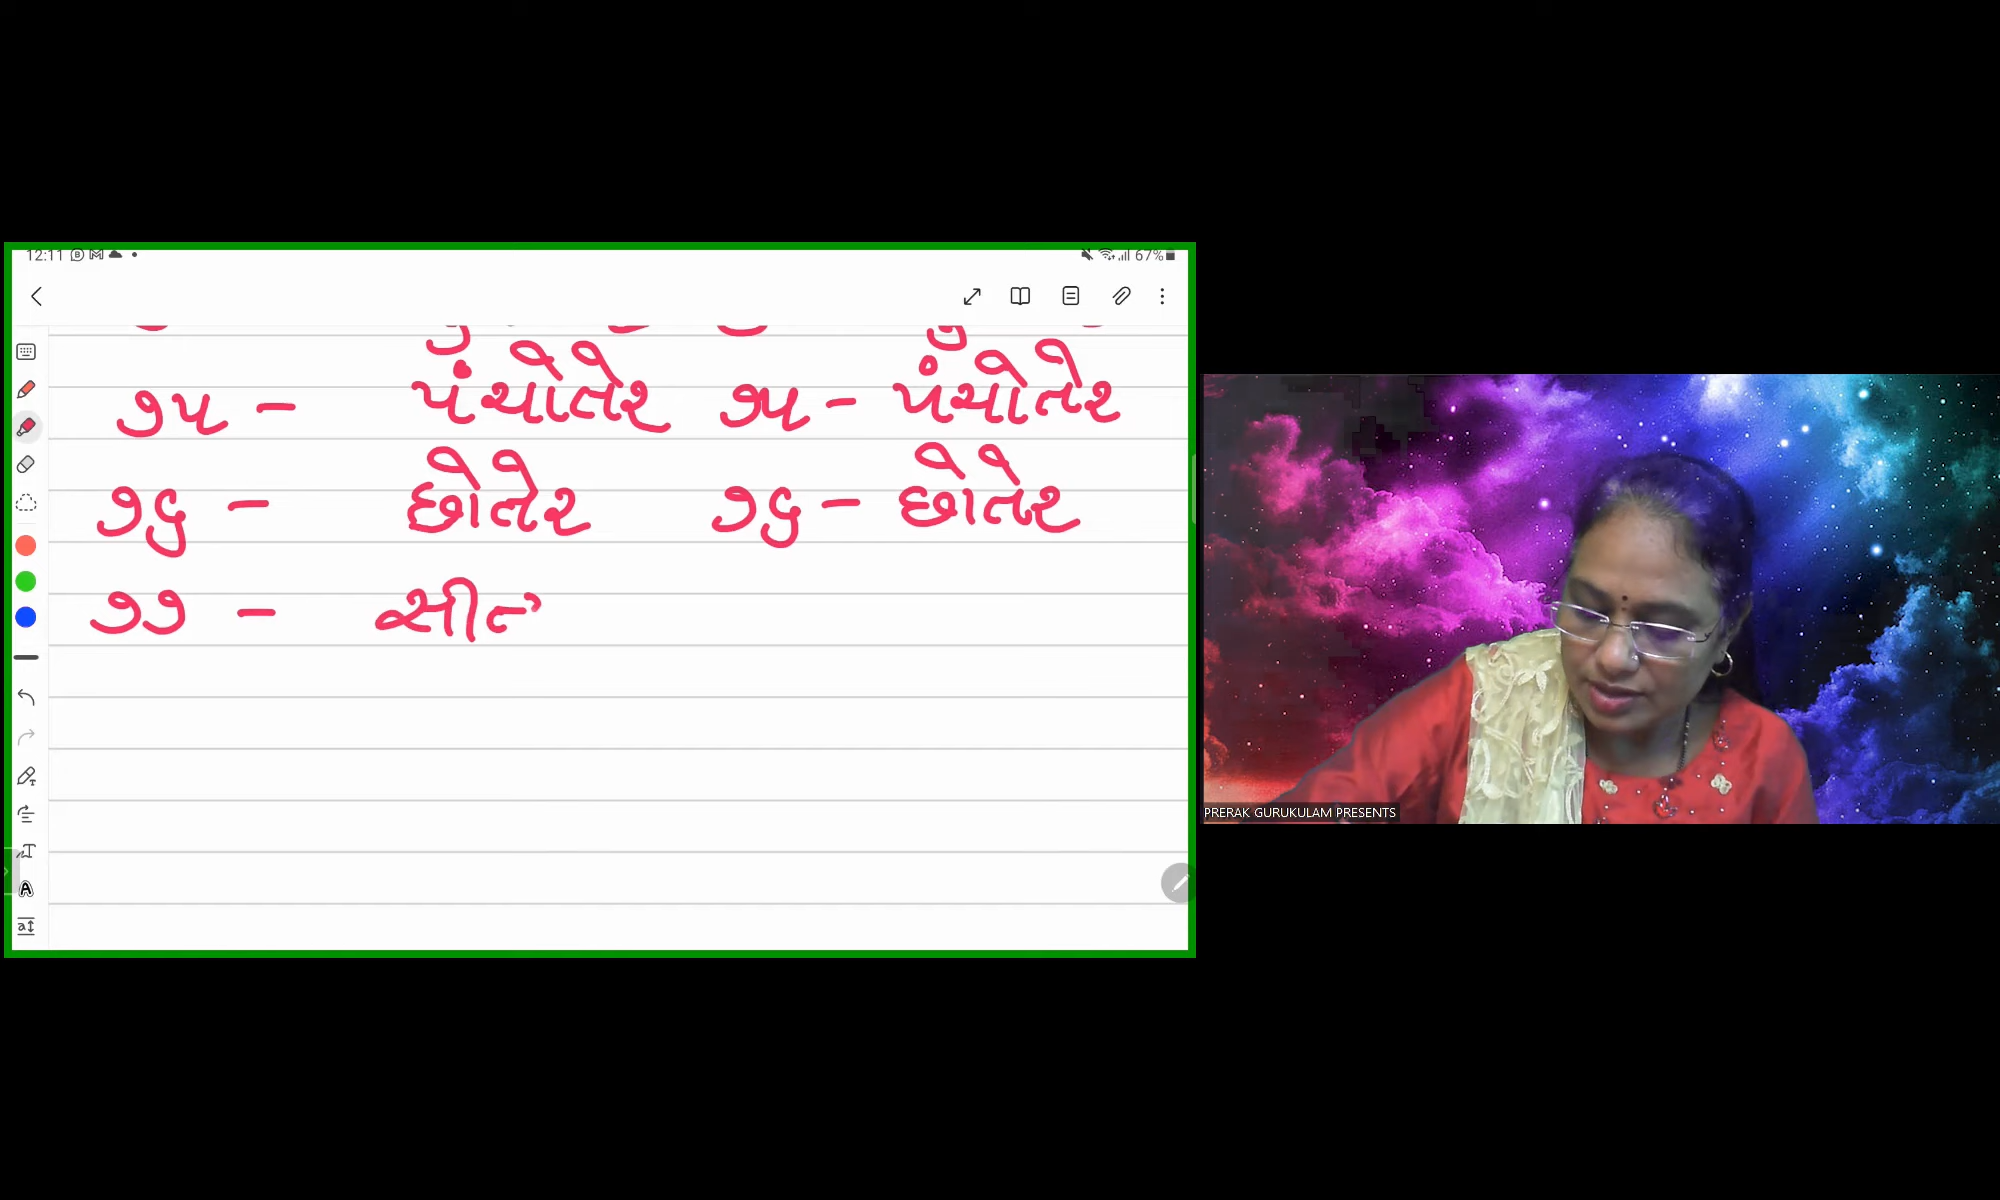 12:11 67%
૭૫ - પંચોતેર ૭૫ - પંચોતેર
૭૬ - છોતેર ૭૬ - છોતેર
૭૭ - સીત
PRERAK GURUKULAM PRESENTS